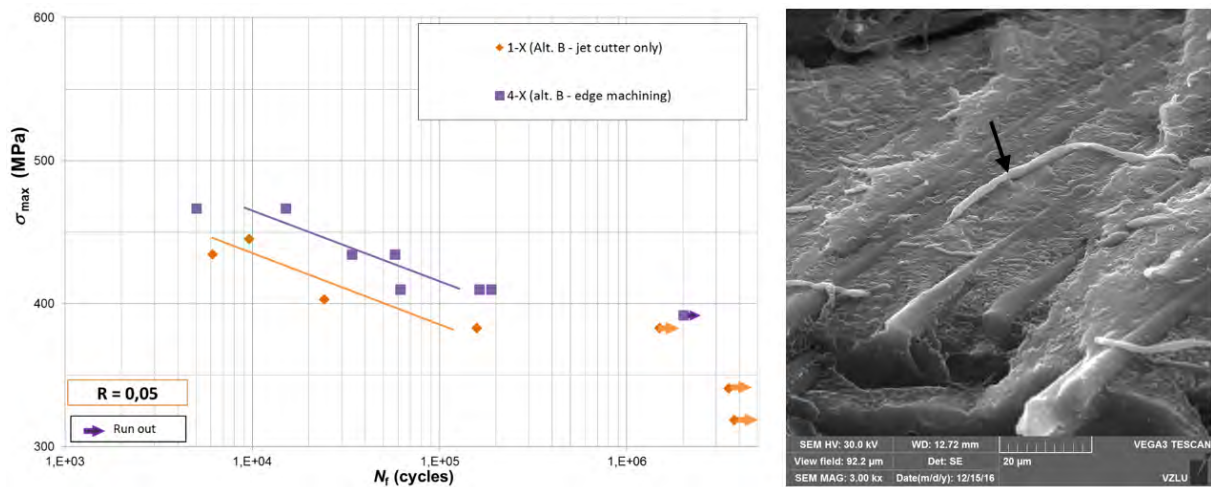 600
500
400
300
σmax (MPa)
1-X (Alt. B - jet cutter only)
4-X (alt. B - edge machining)
R = 0,05
Run out
1,E+03
1,E+04
1,E+05
1,E+06
Nf (cycles)
SEM HV: 30.0 kV
WD: 12.72 mm
VEGA3 TESCAN
View field: 92.2 µm
Det: SE
20 µm
SEM MAG: 3.00 kx
Date(m/d/y): 12/15/16
VZLU